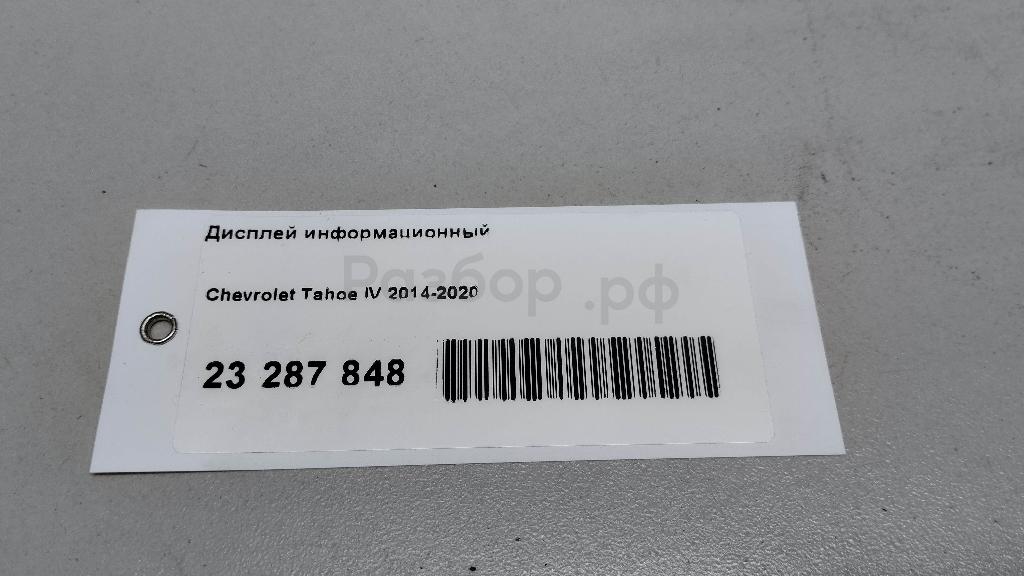 Дисплей информационный
Разбор.рф
Chevrolet Tahoe IV 2014-2020
23 287 848